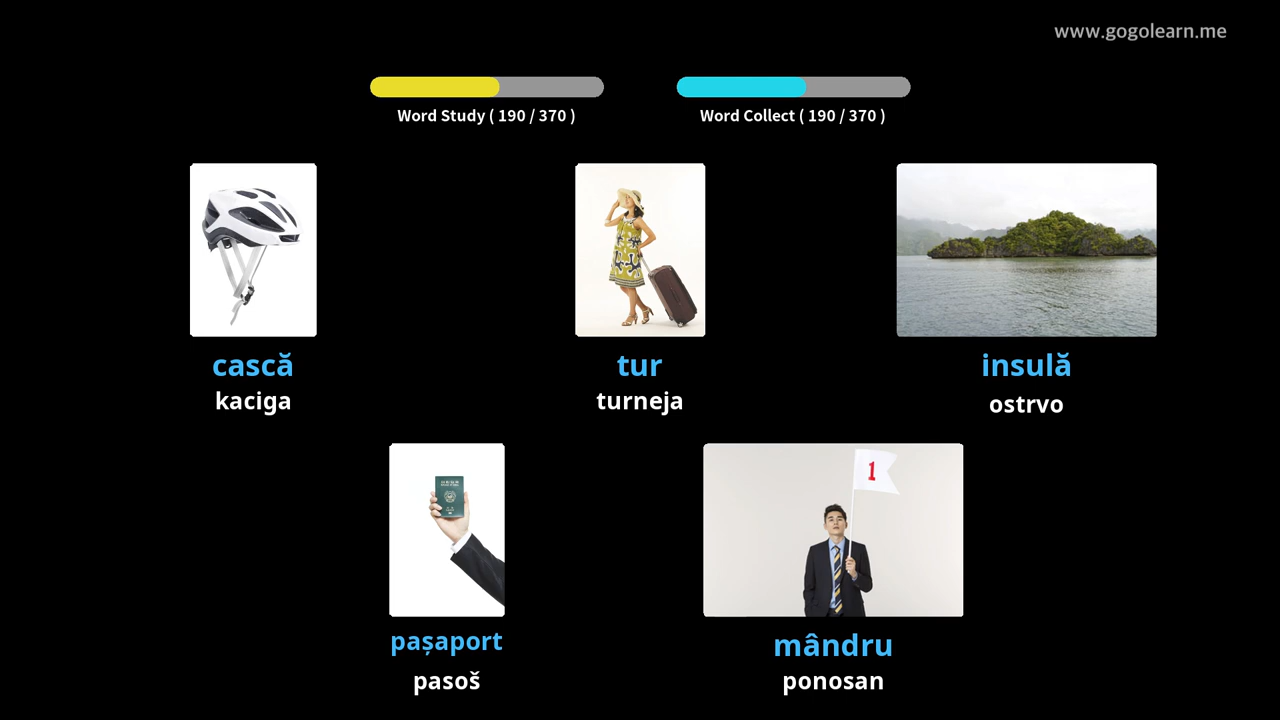 www.gogolearn.me
Word Study ( 190 / 370 )
Word Collect ( 190 / 370 )
cască
kaciga
tur
turneja
insulă
ostrvo
1
pașaport
pasoš
mândru
ponosan